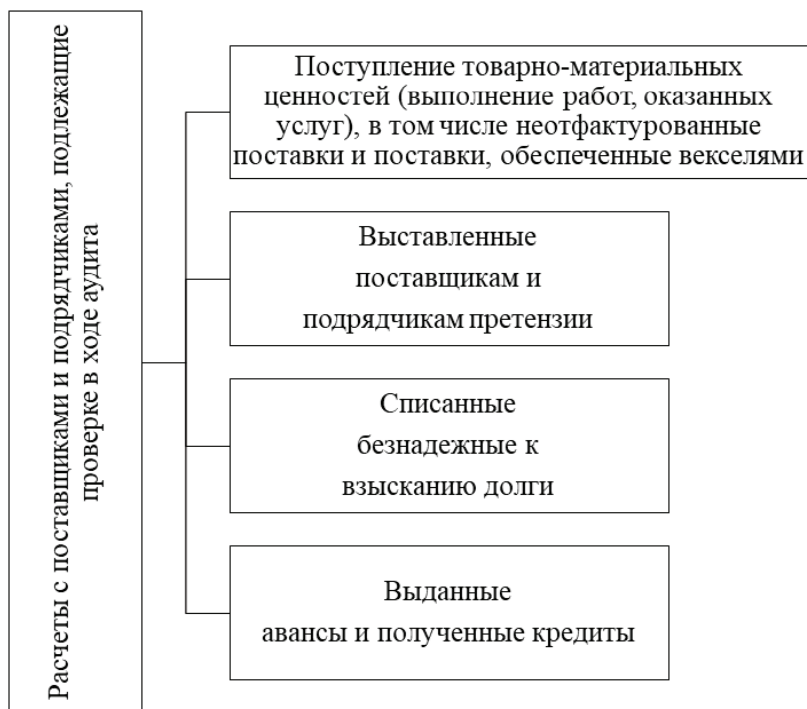 Расчеты с поставщиками и подрядчиками, подлежащие
проверке в ходе аудита
Поступление товарно-материальных
ценностей (выполнение работ, оказанных
услуг), в том числе неотфактурованные
поставки и поставки, обеспеченные векселями
Выставленные
поставщикам и
подрядчикам претензии
Списанные
безнадежные к
взысканию долги
Выданные
авансы и полученные кредиты